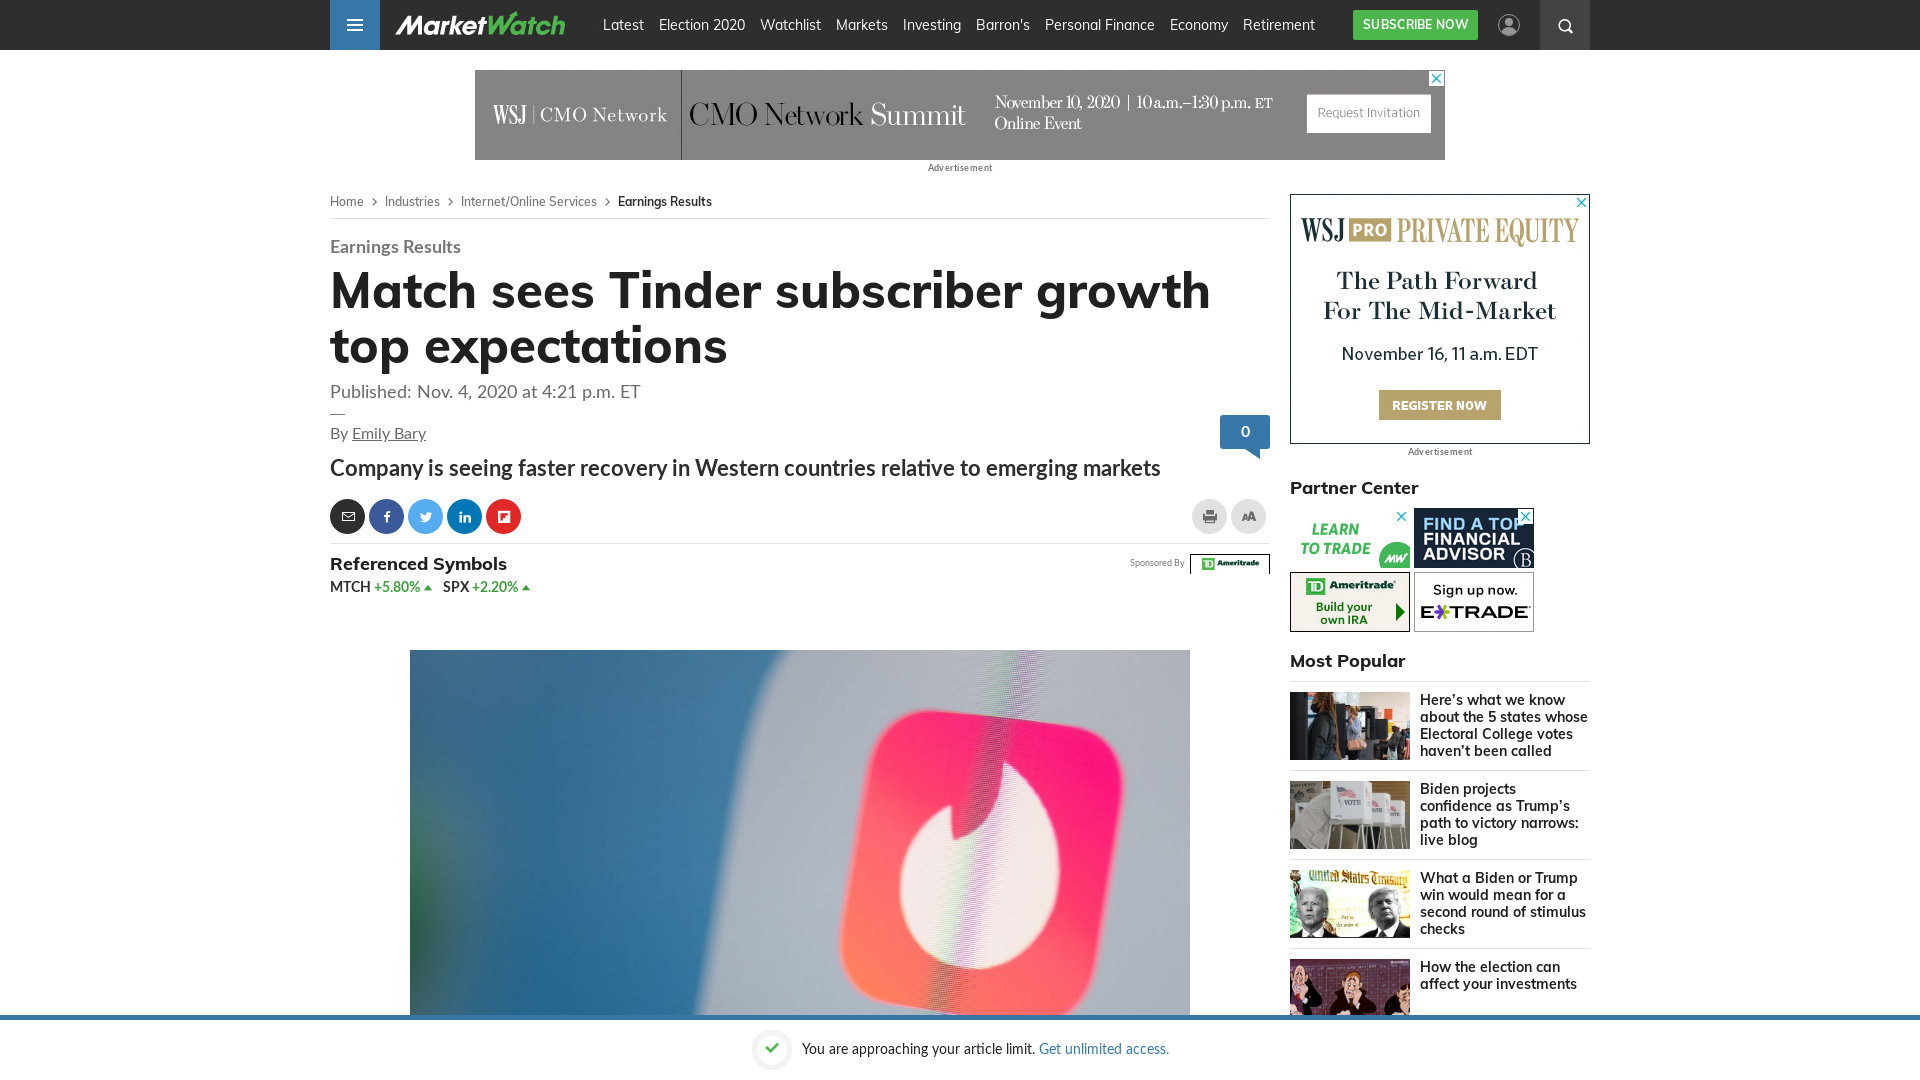 MarketWatch
Latest Election 2020 Watchlist Markets Investing Barron's Personal Finance Economy Retirement
SUBSCRIBE NOW
WSJ | CMO Network
CMO Network Summit
November 10, 2020 | 10 a.m.–1:30 p.m. ET
Online Event
Request Invitation
Advertisement
Home > Industries > Internet/Online Services > Earnings Results
Earnings Results
Match sees Tinder subscriber growth
top expectations
Published: Nov. 4, 2020 at 4:21 p.m. ET
By Emily Bary
0
Company is seeing faster recovery in Western countries relative to emerging markets
AA
Referenced Symbols
Sponsored By
TD Ameritrade
MTCH +5.80% SPX +2.20%
WSJ PRO PRIVATE EQUITY
The Path Forward
For The Mid-Market
November 16, 11 a.m. EDT
REGISTER NOW
Advertisement
Partner Center
LEARN
TO TRADE
MW
FIND A TOP
FINANCIAL
ADVISOR
B
TD Ameritrade
Build your
own IRA
Sign up now.
E*TRADE
Most Popular
Here’s what we know
about the 5 states whose
Electoral College votes
haven’t been called
VOTE
Biden projects
confidence as Trump’s
path to victory narrows:
live blog
United States Treasury
What a Biden or Trump
win would mean for a
second round of stimulus
checks
How the election can
affect your investments
You are approaching your article limit. Get unlimited access.